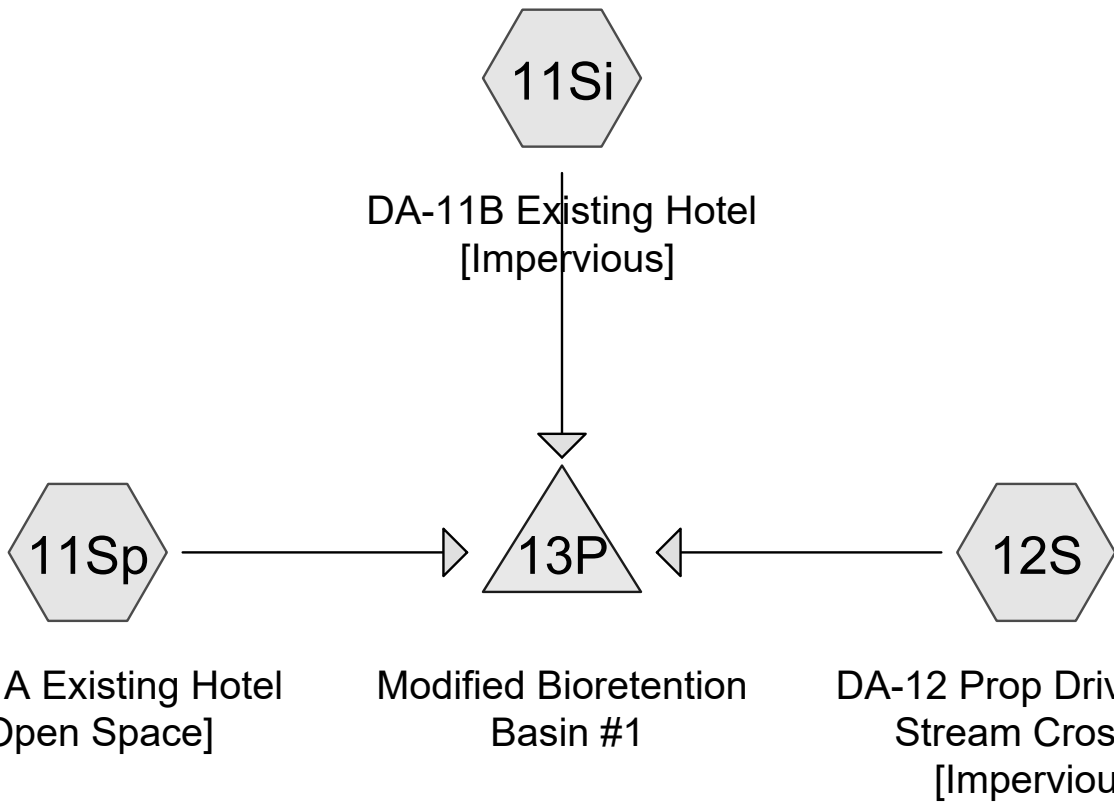 11Si
DA-11B Existing Hotel
[Impervious]
11Sp
13P
12S
A Existing Hotel
Open Space]
Modified Bioretention
Basin #1
DA-12 Prop Driv
Stream Cros
[Imperviou